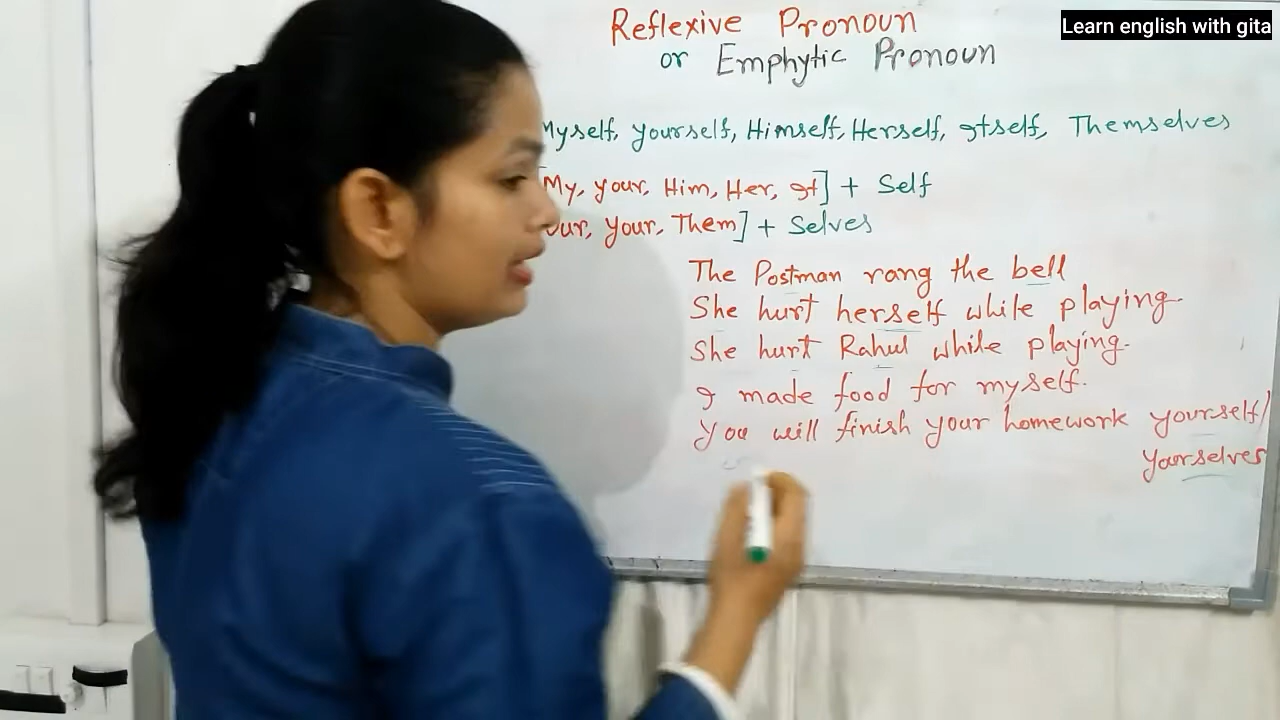 Learn english with gita
Reflexive Pronoun
or Emphytic Pronoun
Myself, yourself, Himself, Herself, Itself, Themselves
[My, your, Him, Her, It] + Self
our, your, Them] + Selves
The Postman rang the bell
She hurt herself while playing.
She hurt Rahul while playing.
I made food for myself.
You will finish your homework yourself/
yourselves